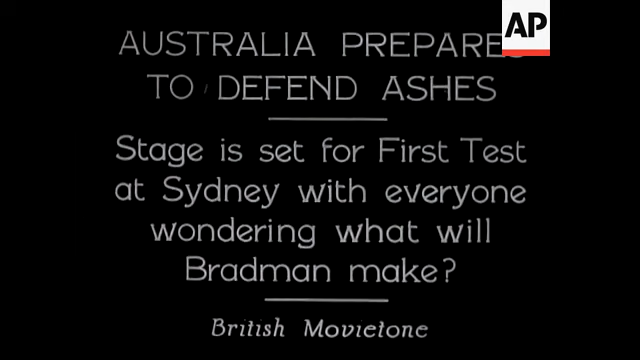 AP
AUSTRALIA PREPARES
TO DEFEND ASHES
Stage is set for First Test
at Sydney with everyone
wondering what will
Bradman make?
British Movietone